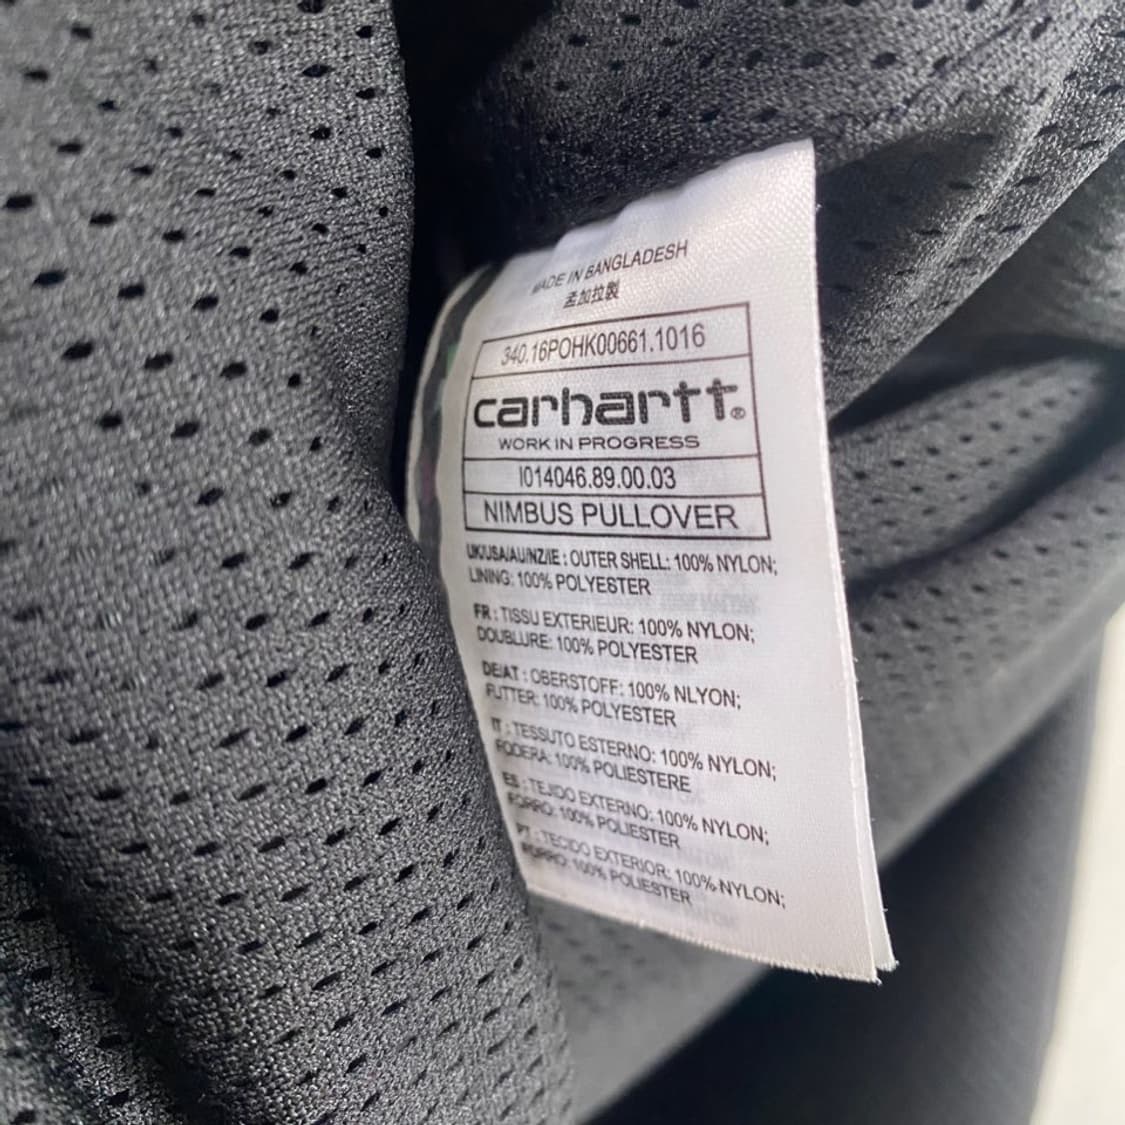 MADE IN BANGLADESH
孟加拉製
340.16POHK00661.1016
carhartt®
WORK IN PROGRESS
I014046.89.00.03
NIMBUS PULLOVER
UK/USA/AU/NZ/IE : OUTER SHELL: 100% NYLON;
LINING: 100% POLYESTER
FR : TISSU EXTERIEUR: 100% NYLON;
DOUBLURE: 100% POLYESTER
DE/AT : OBERSTOFF: 100% NLYON;
FUTTER: 100% POLYESTER
IT : TESSUTO ESTERNO: 100% NYLON;
FODERA: 100% POLIESTERE
ES : TEJIDO EXTERNO: 100% NYLON;
FORRO: 100% POLIESTER
PT : TECIDO EXTERIOR: 100% NYLON;
FORRO: 100% POLIESTER